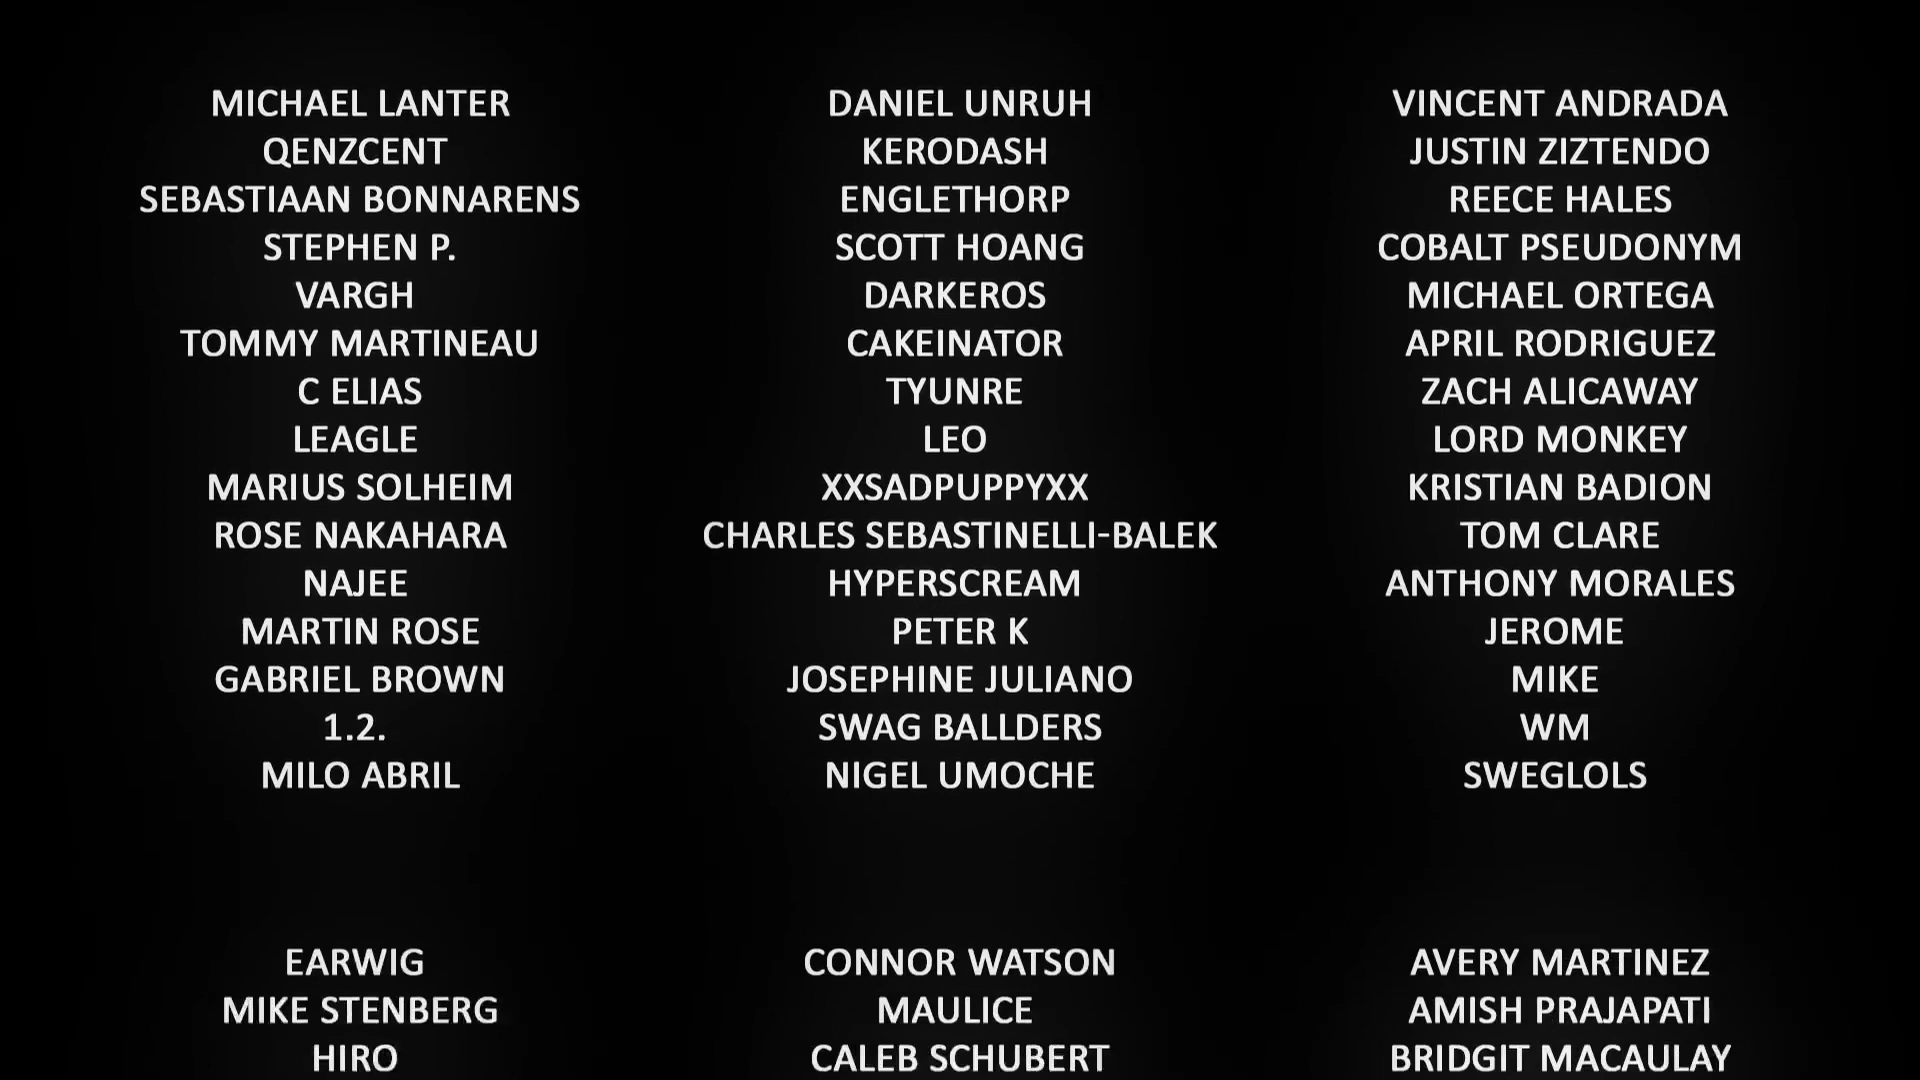 MICHAEL LANTER
QENZCENT
SEBASTIAAN BONNARENS
STEPHEN P.
VARGH
TOMMY MARTINEAU
C ELIAS
LEAGLE
MARIUS SOLHEIM
ROSE NAKAHARA
NAJEE
MARTIN ROSE
GABRIEL BROWN
1.2.
MILO ABRIL
DANIEL UNRUH
KERODASH
ENGLETHORP
SCOTT HOANG
DARKEROS
CAKEINATOR
TYUNRE
LEO
XXSADPUPPYXX
CHARLES SEBASTINELLI-BALEK
HYPERSCREAM
PETER K
JOSEPHINE JULIANO
SWAG BALLDERS
NIGEL UMOCHE
VINCENT ANDRADA
JUSTIN ZIZTENDO
REECE HALES
COBALT PSEUDONYM
MICHAEL ORTEGA
APRIL RODRIGUEZ
ZACH ALICAWAY
LORD MONKEY
KRISTIAN BADION
TOM CLARE
ANTHONY MORALES
JEROME
MIKE
WM
SWEGLOLS
EARWIG
MIKE STENBERG
HIRO
CONNOR WATSON
MAULICE
CALEB SCHUBERT
AVERY MARTINEZ
AMISH PRAJAPATI
BRIDGIT MACAULAY